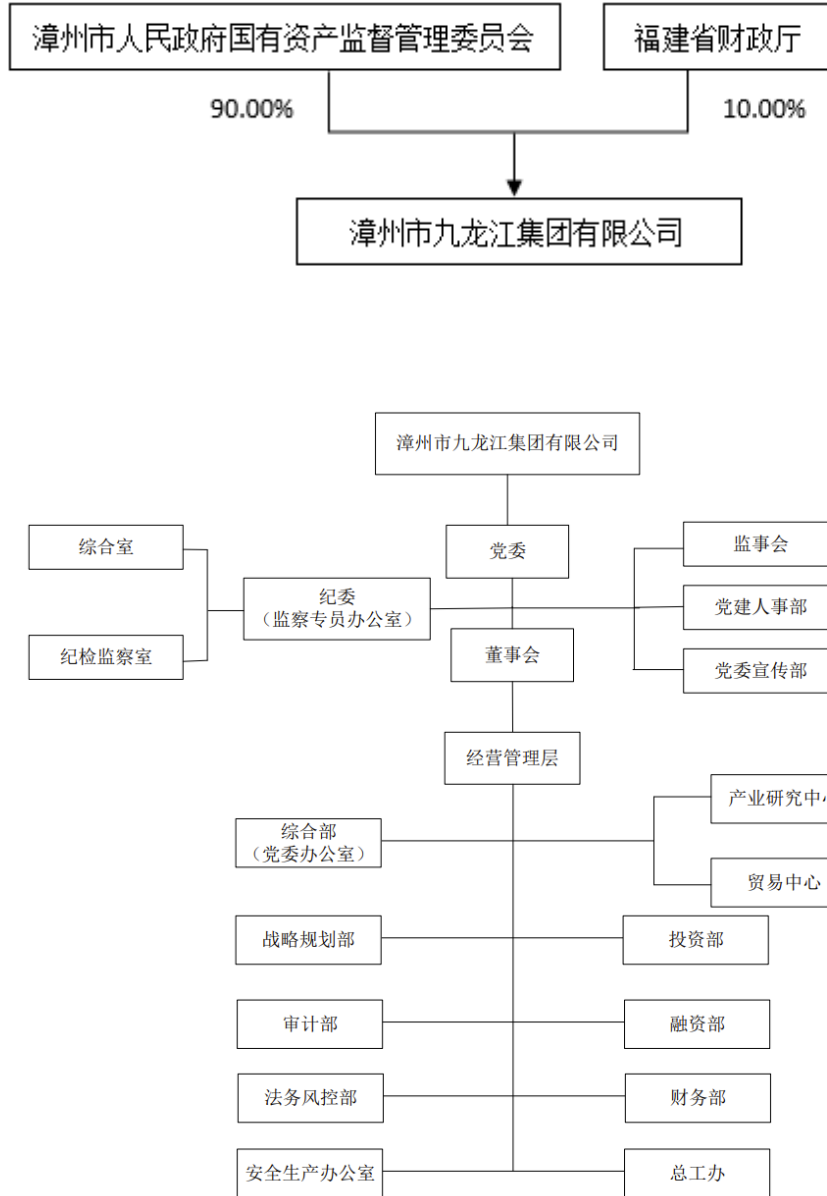 漳州市人民政府国有资产监督管理委员会
福建省财政厅
90.00%
10.00%
漳州市九龙江集团有限公司
漳州市九龙江集团有限公司
党委
综合室
监事会
纪委
（监察专员办公室）
党建人事部
纪检监察室
董事会
党委宣传部
经营管理层
产业研究中
综合部
（党委办公室）
贸易中心
战略规划部
投资部
审计部
融资部
法务风控部
财务部
安全生产办公室
总工办